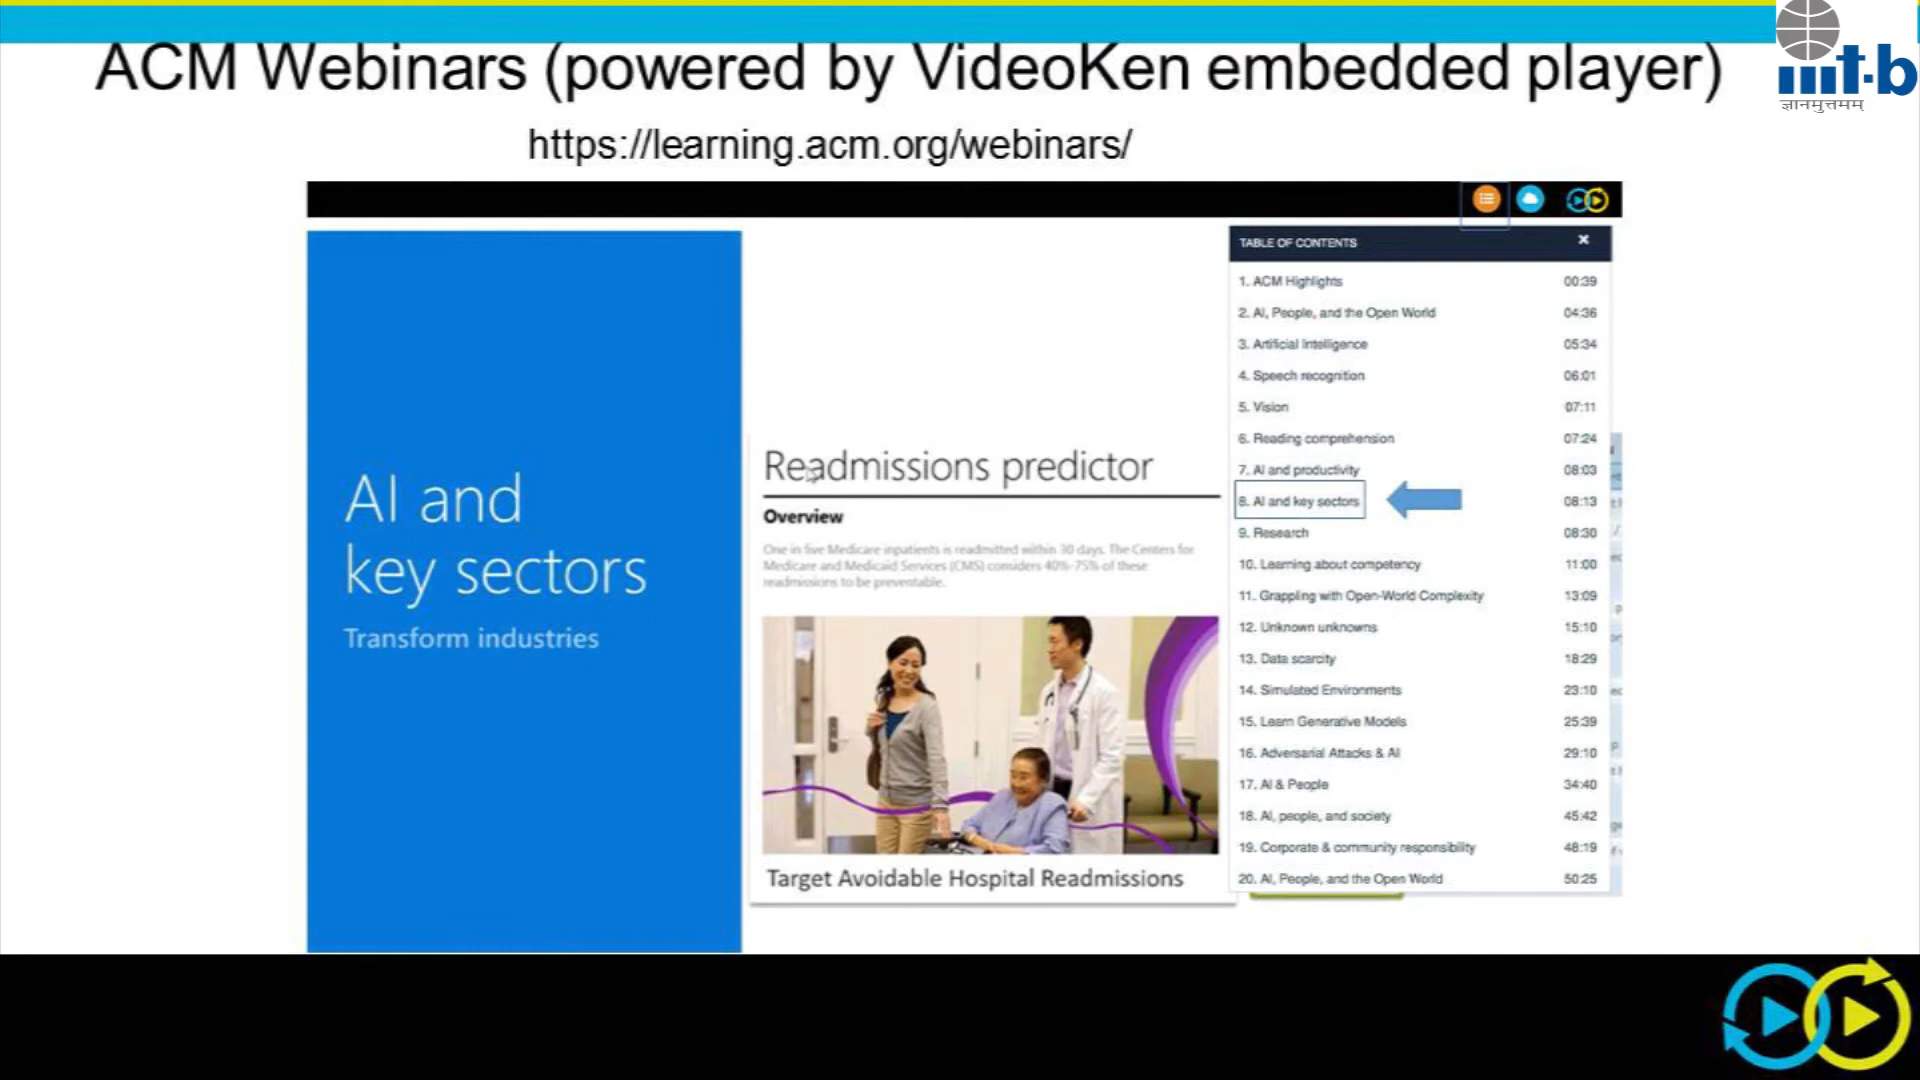 ACM Webinars (powered by VideoKen embedded player)
iiit-b
ज्ञानमुत्तमम्
https://learning.acm.org/webinars/
AI and
key sectors
Transform industries
Readmissions predictor
Overview
One in five Medicare inpatients is readmitted within 30 days. The Centers for
Medicare and Medicaid Services (CMS) considers 40%-75% of these
readmissions to be preventable.
Target Avoidable Hospital Readmissions
TABLE OF CONTENTS ×
1. ACM Highlights 00:39
2. AI, People, and the Open World 04:36
3. Artificial Intelligence 05:34
4. Speech recognition 06:01
5. Vision 07:11
6. Reading comprehension 07:24
7. AI and productivity 08:03
8. AI and key sectors 08:13
9. Research 08:30
10. Learning about competency 11:00
11. Grappling with Open-World Complexity 13:09
12. Unknown unknowns 15:10
13. Data scarcity 18:29
14. Simulated Environments 23:10
15. Learn Generative Models 25:39
16. Adversarial Attacks & AI 29:10
17. AI & People 34:40
18. AI, people, and society 45:42
19. Corporate & community responsibility 48:19
20. AI, People, and the Open World 50:25